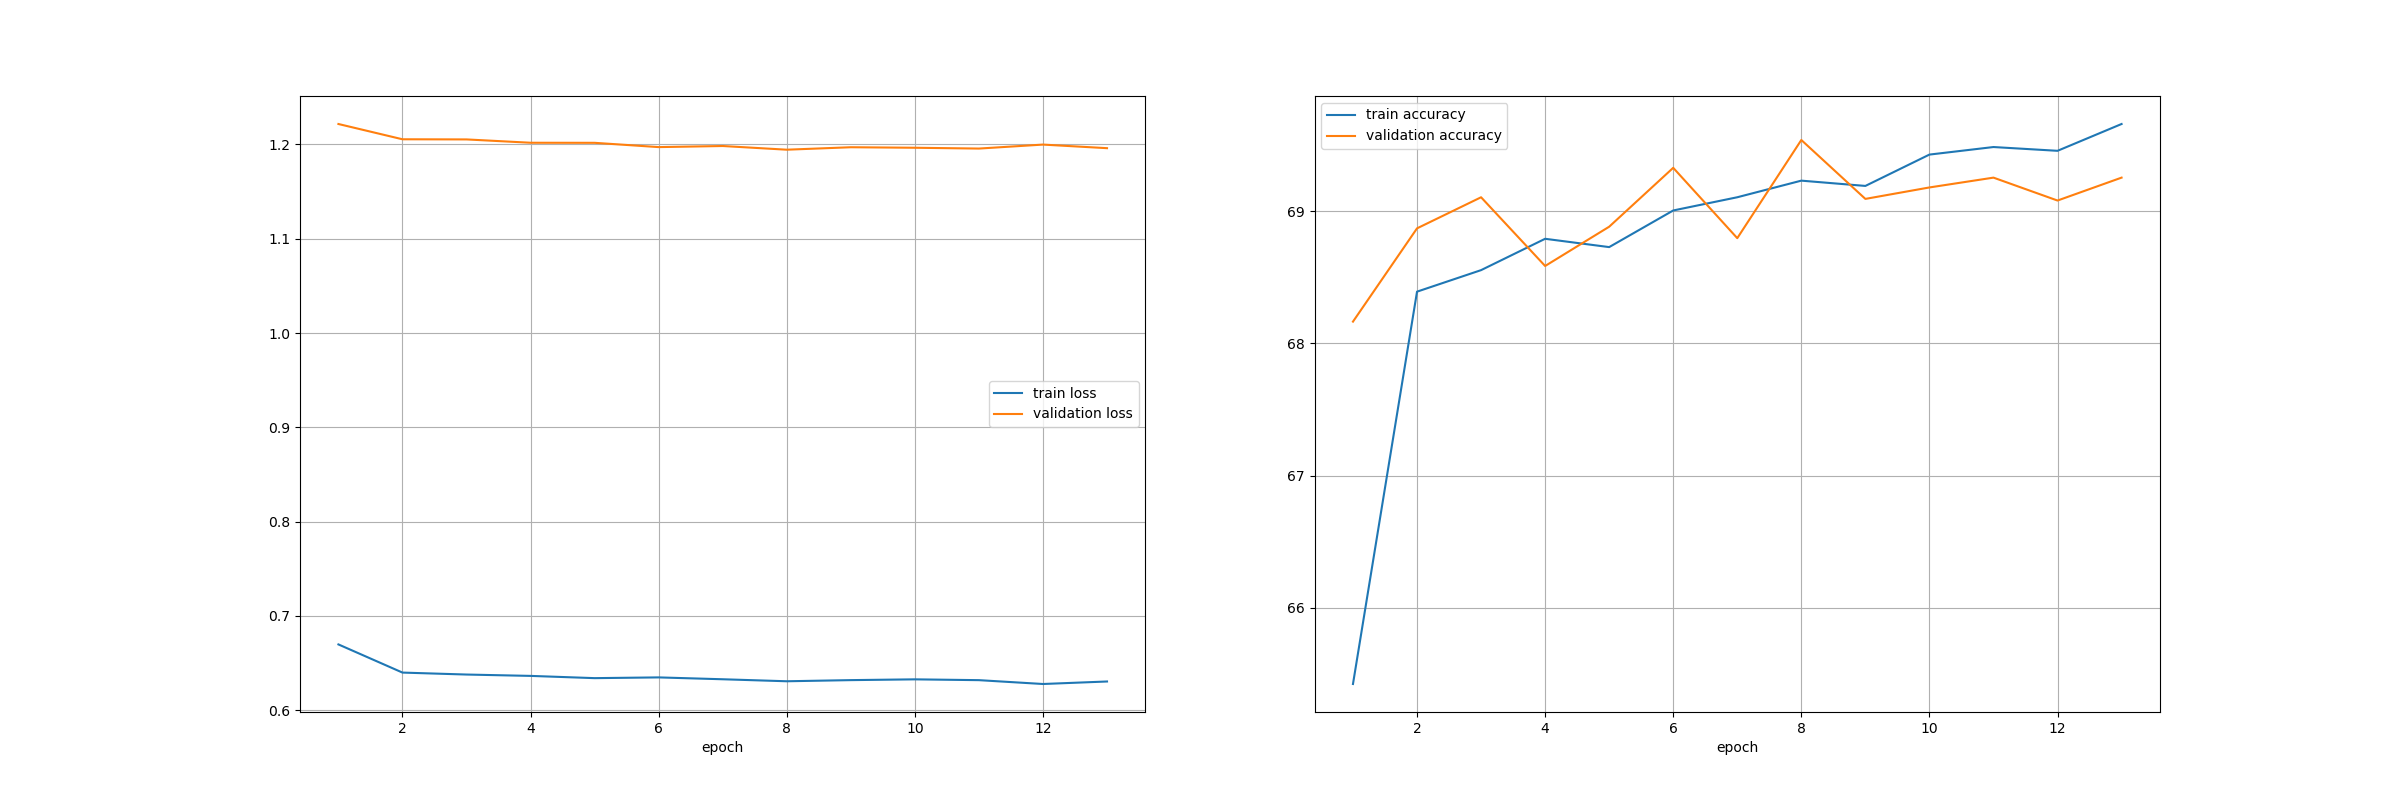 1.2
1.1
1.0
0.9
0.8
0.7
0.6
train loss
validation loss
2 4 6 8 10 12
epoch
train accuracy
validation accuracy
69
68
67
66
2 4 6 8 10 12
epoch